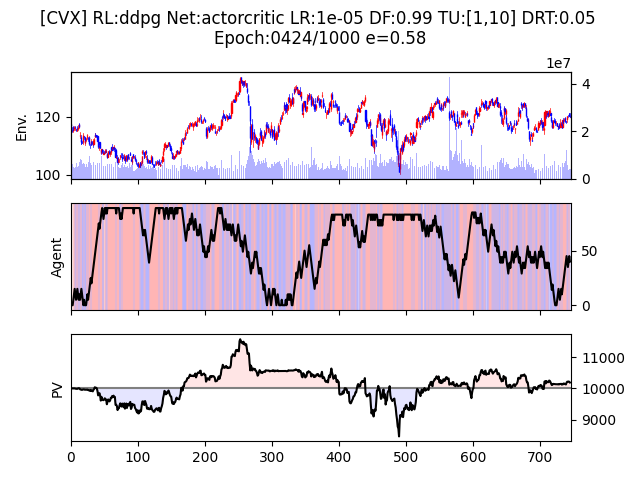 [CVX] RL:ddpg Net:actorcritic LR:1e-05 DF:0.99 TU:[1,10] DRT:0.05
Epoch:0424/1000 e=0.58
1e7
Env.
120
100
4
2
0
Agent
50
0
PV
11000
10000
9000
0 100 200 300 400 500 600 700